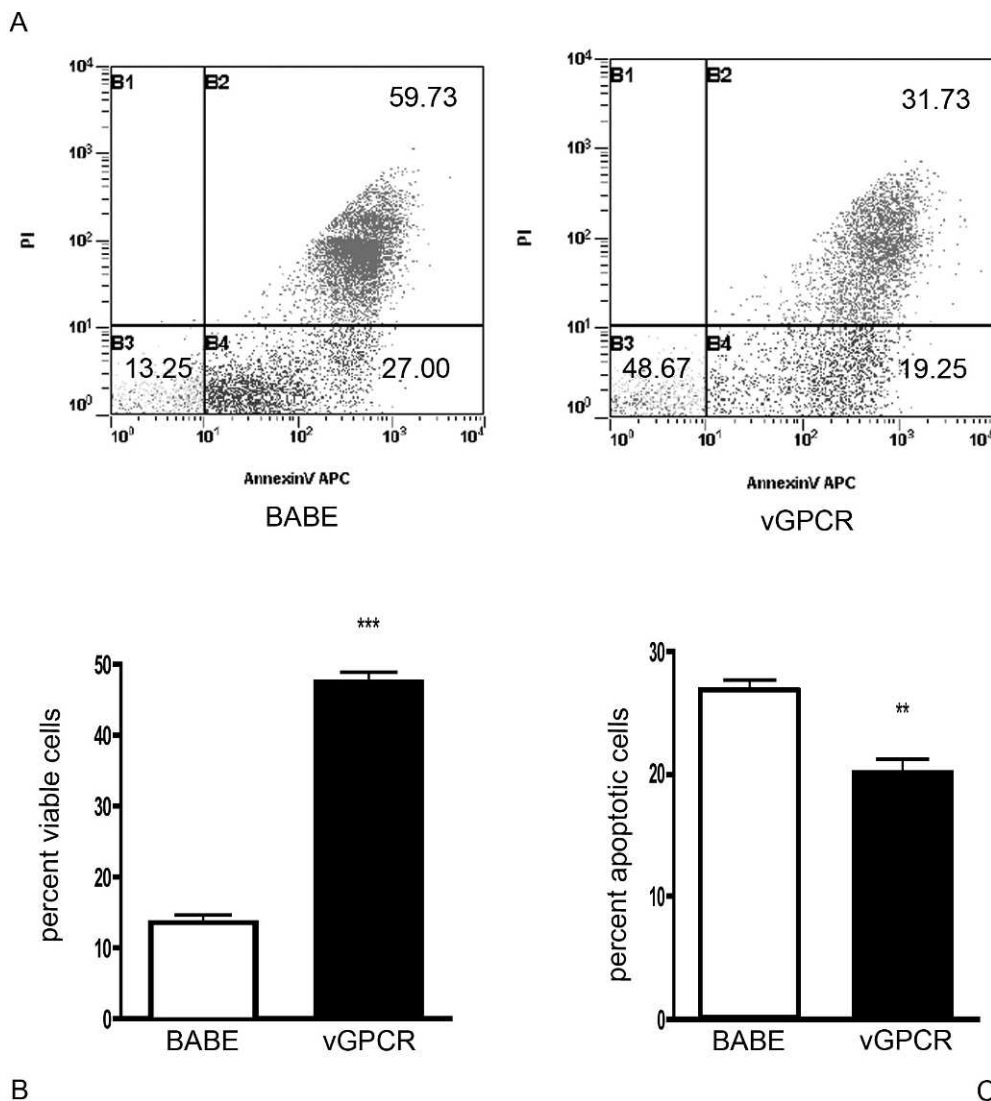 A
10⁴ B1 B2 59.73
10³
PI
10²
10¹
B3 13.25 B4 27.00
10⁰
10⁰ 10¹ 10² 10³ 10⁴
AnnexinV APC
BABE
10⁴ B1 B2 31.73
10³
PI
10²
10¹
B3 48.67 B4 19.25
10⁰
10⁰ 10¹ 10² 10³ 10⁴
AnnexinV APC
vGPCR
***
50
40
30
20
10
0
percent viable cells
BABE vGPCR
B
30
**
20
10
0
percent apoptotic cells
BABE vGPCR
C